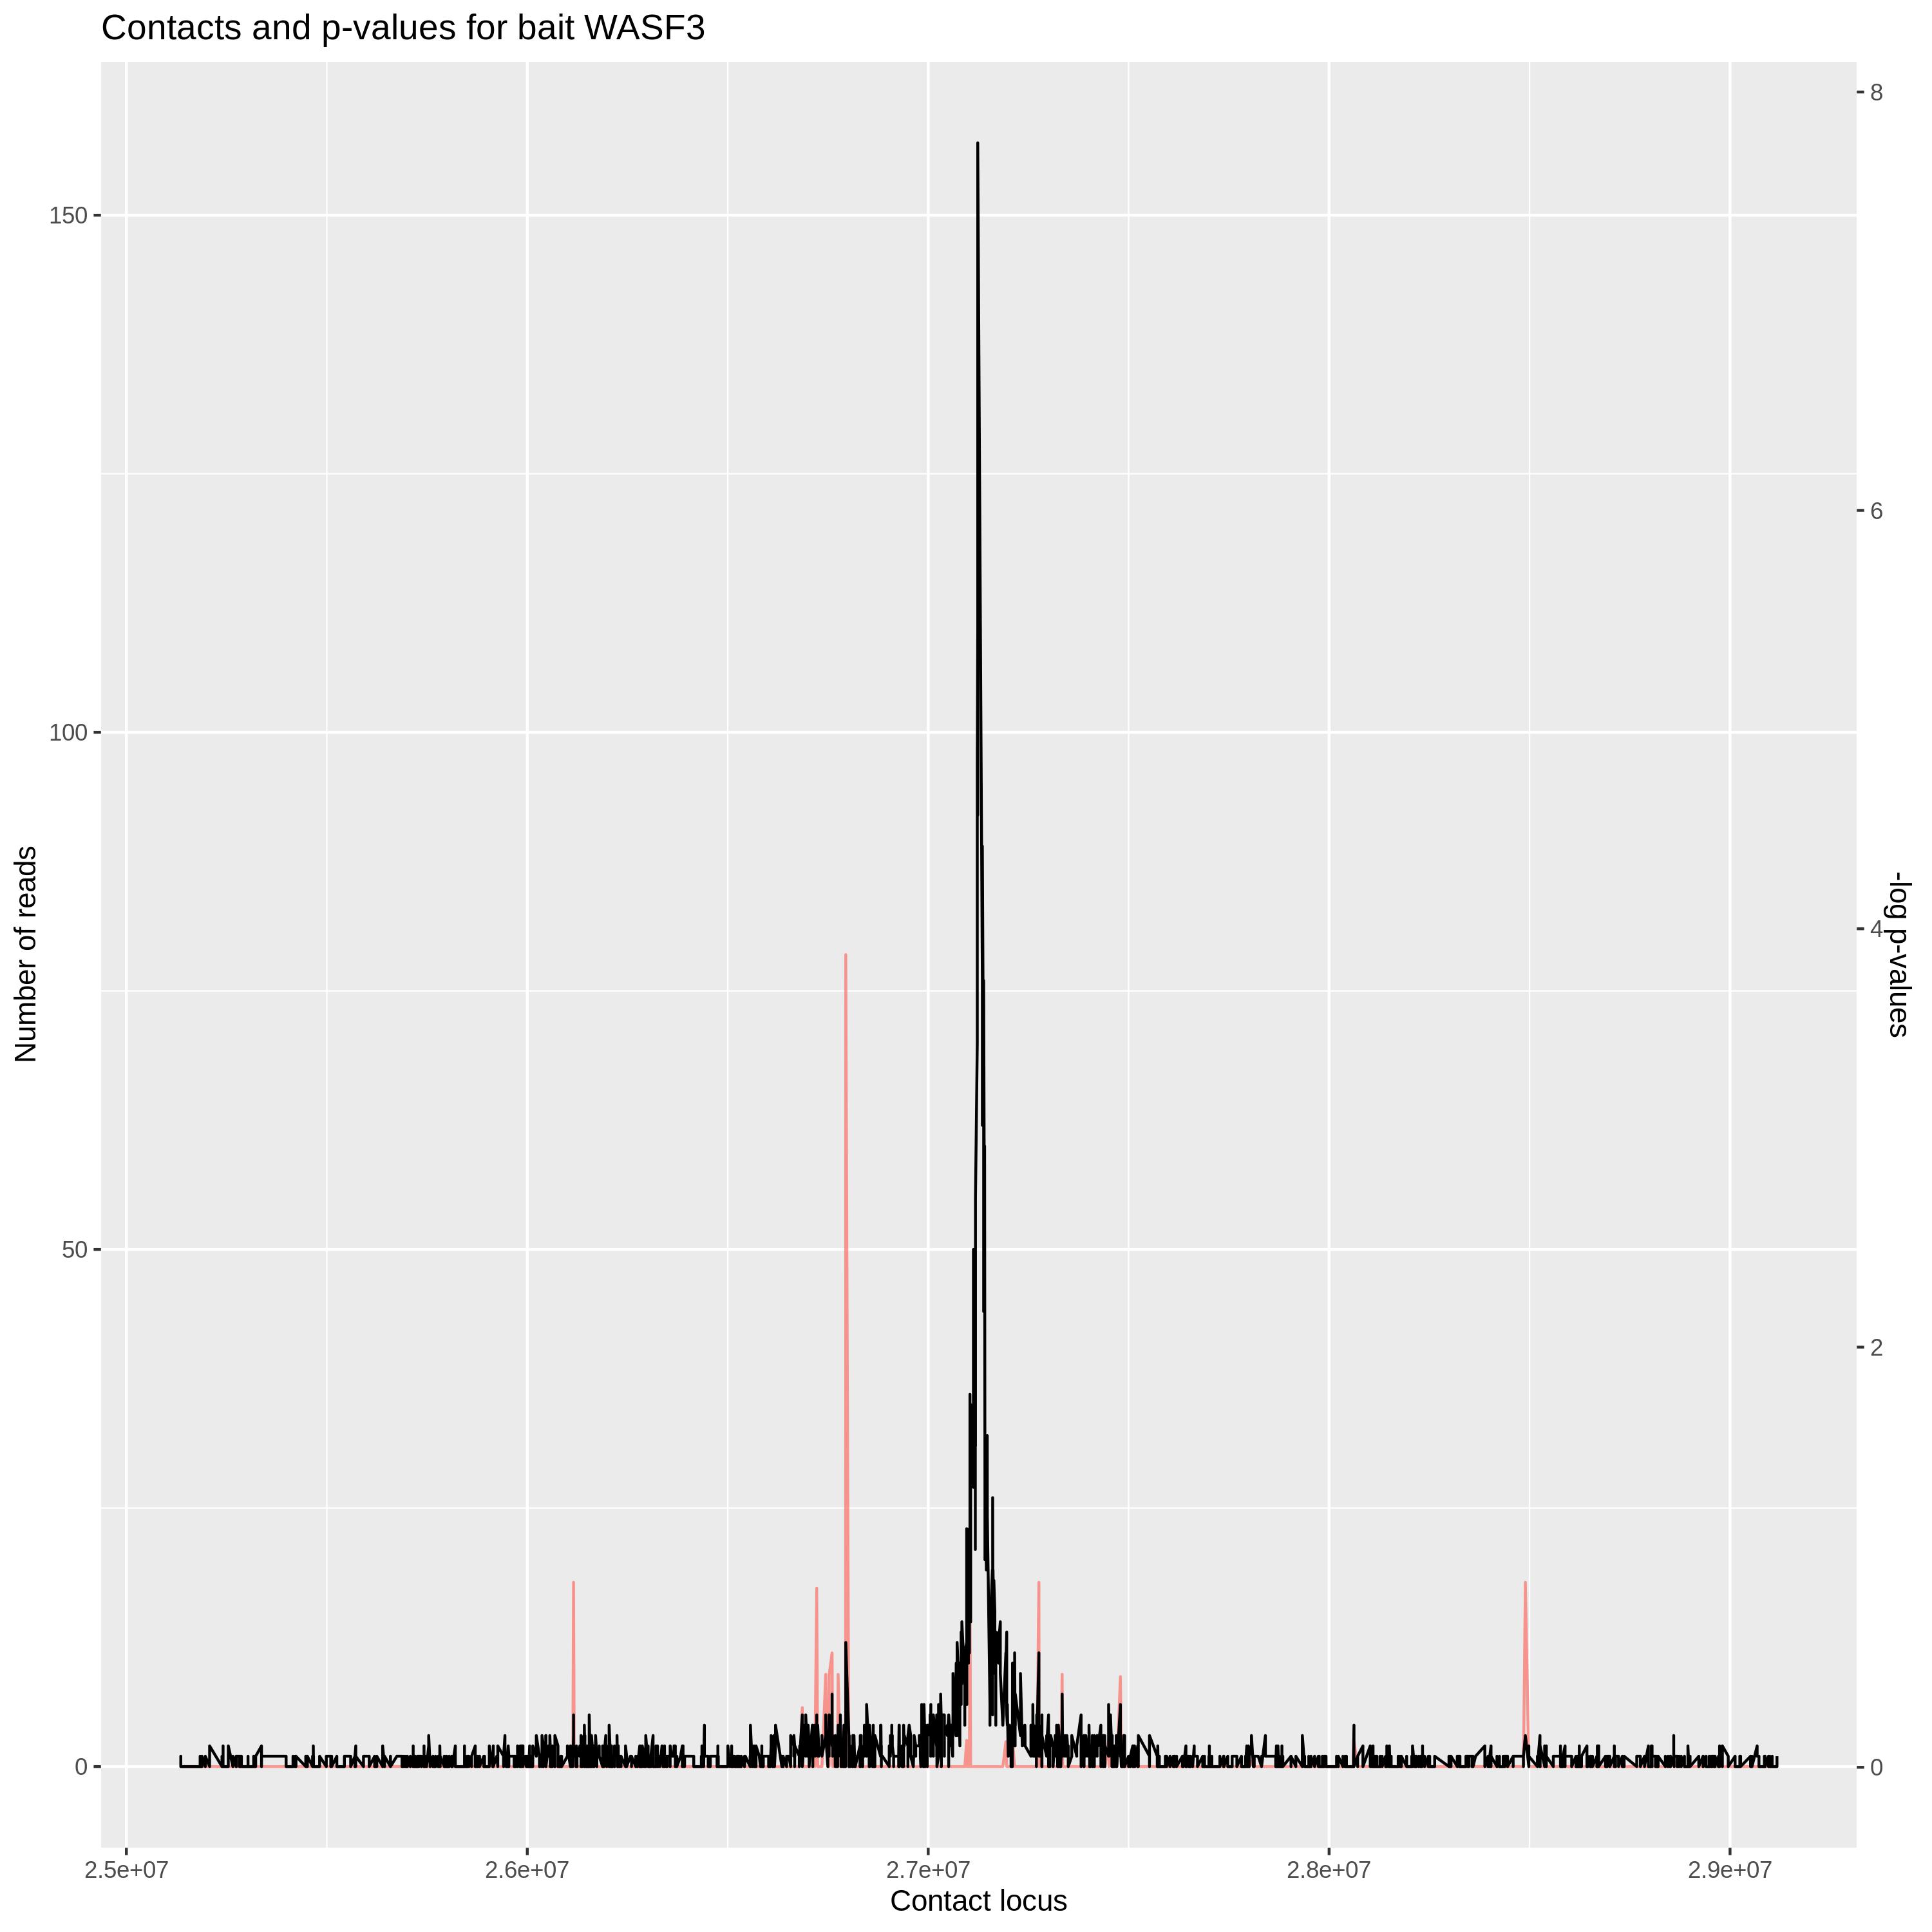 Contacts and p-values for bait WASF3
8
150
6
100
Number of reads
-log p-values
4
50
2
0
0
2.5e+07
2.6e+07
2.7e+07
2.8e+07
2.9e+07
Contact locus